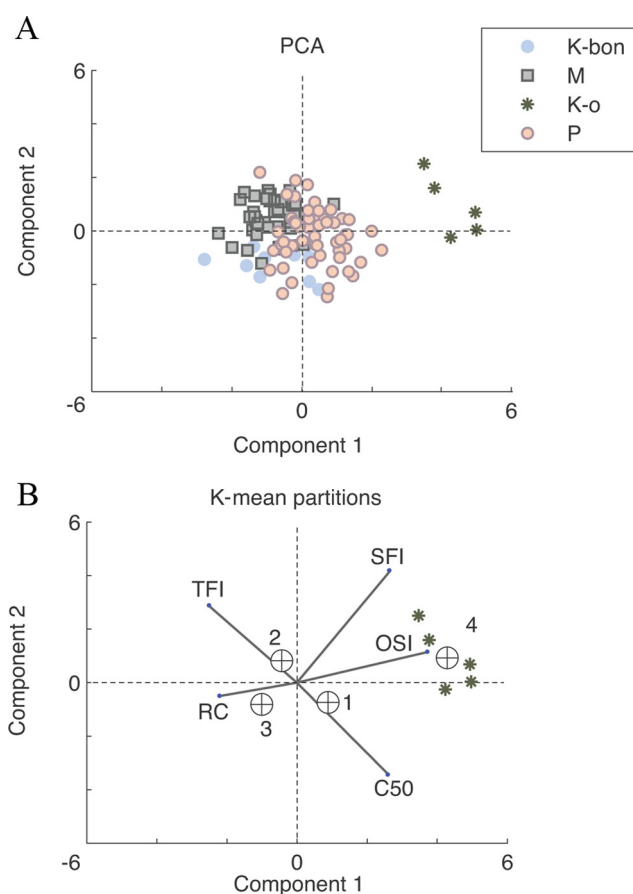 A
PCA
K-bon
M
K-o
P
6
Component 2
0
-6
0
6
Component 1
B
K-mean partitions
6
SFI
TFI
2
4
OSI
Component 2
0
RC
3
1
C50
-6
0
6
Component 1